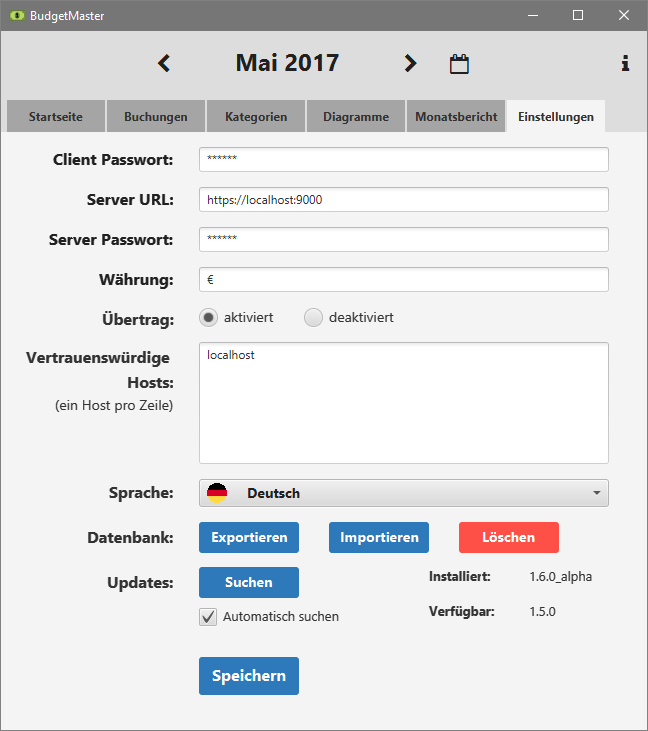 BudgetMaster
Mai 2017
Startseite Buchungen Kategorien Diagramme Monatsbericht Einstellungen
Client Passwort: ******
Server URL: https://localhost:9000
Server Passwort: ******
Währung: €
Übertrag: aktiviert deaktiviert
Vertrauenswürdige localhost
Hosts:
(ein Host pro Zeile)
Sprache: Deutsch
Datenbank: Exportieren Importieren Löschen
Updates: Suchen Installiert: 1.6.0_alpha
Automatisch suchen Verfügbar: 1.5.0
Speichern